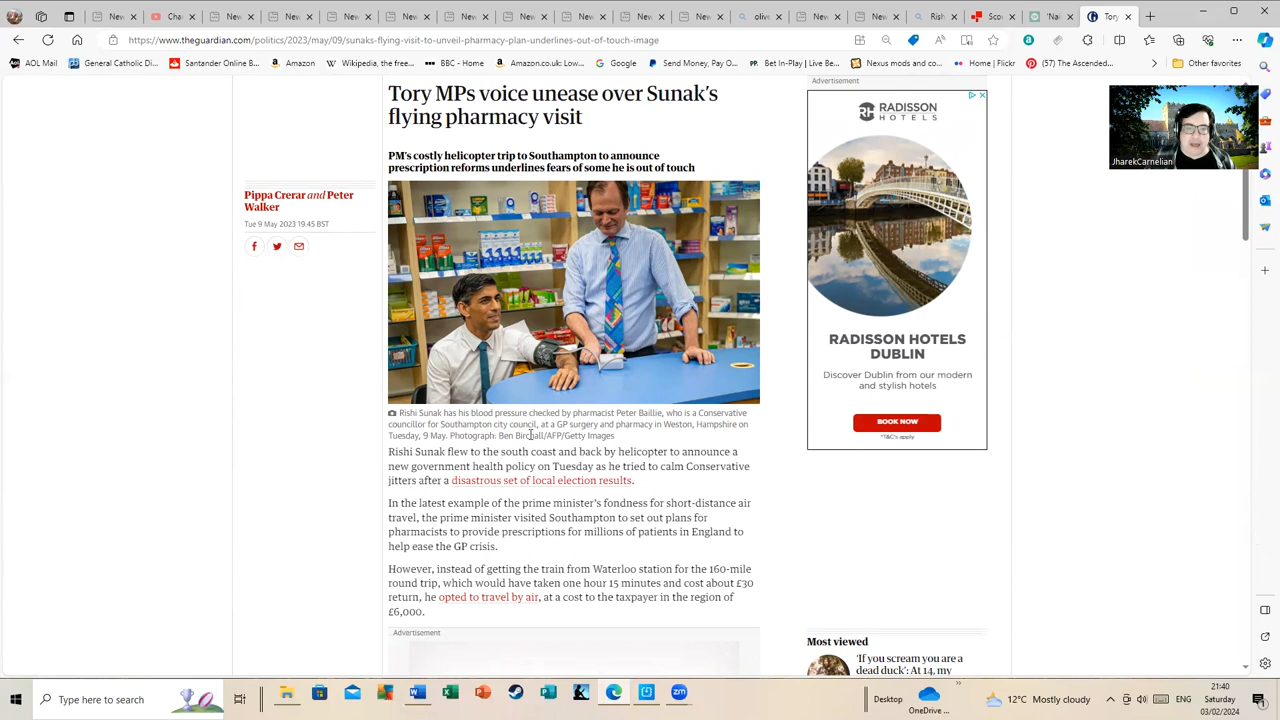 Rish
Sco
Tory
https://www.theguardian.com/politics/2023/may/09/sunaks-flying-visit-to-unveil-pharmacy-plan-underlines-out-of-touch-image
AOL Mail
General Catholic Di...
Santander Online B...
Amazon
Wikipedia, the free...
BBC - Home
Amazon.co.uk: Low...
Google
Send Money, Pay O...
Bet In-Play | Live Be...
Nexus mods and co...
Home | Flickr
(57) The Ascended...
Other favorites
Tory MPs voice unease over Sunak's
flying pharmacy visit
PM's costly helicopter trip to Southampton to announce
prescription reforms underlines fears of some he is out of touch
Pippa Crerar and Peter
Walker
Tue 9 May 2023 19.45 BST
Rishi Sunak has his blood pressure checked by pharmacist Peter Baillie, who is a Conservative
councillor for Southampton city council, at a GP surgery and pharmacy in Weston, Hampshire on
Tuesday, 9 May. Photograph: Ben Birchall/AFP/Getty Images
Rishi Sunak flew to the south coast and back by helicopter to announce a
new government health policy on Tuesday as he tried to calm Conservative
jitters after a disastrous set of local election results.
In the latest example of the prime minister's fondness for short-distance air
travel, the prime minister visited Southampton to set out plans for
pharmacists to provide prescriptions for millions of patients in England to
help ease the GP crisis.
However, instead of getting the train from Waterloo station for the 160-mile
round trip, which would have taken one hour 15 minutes and cost about £30
return, he opted to travel by air, at a cost to the taxpayer in the region of
£6,000.
Advertisement
Advertisement
RADISSON
HOTELS
RADISSON HOTELS
DUBLIN
Discover Dublin from our modern
and stylish hotels
BOOK NOW
*T&C's apply
Most viewed
'If you scream you are a
dead duck': At 14, my
JharekCarnelian
Type here to search
Desktop
OneDrive ...
12°C Mostly cloudy
21:40
Saturday
03/02/2024